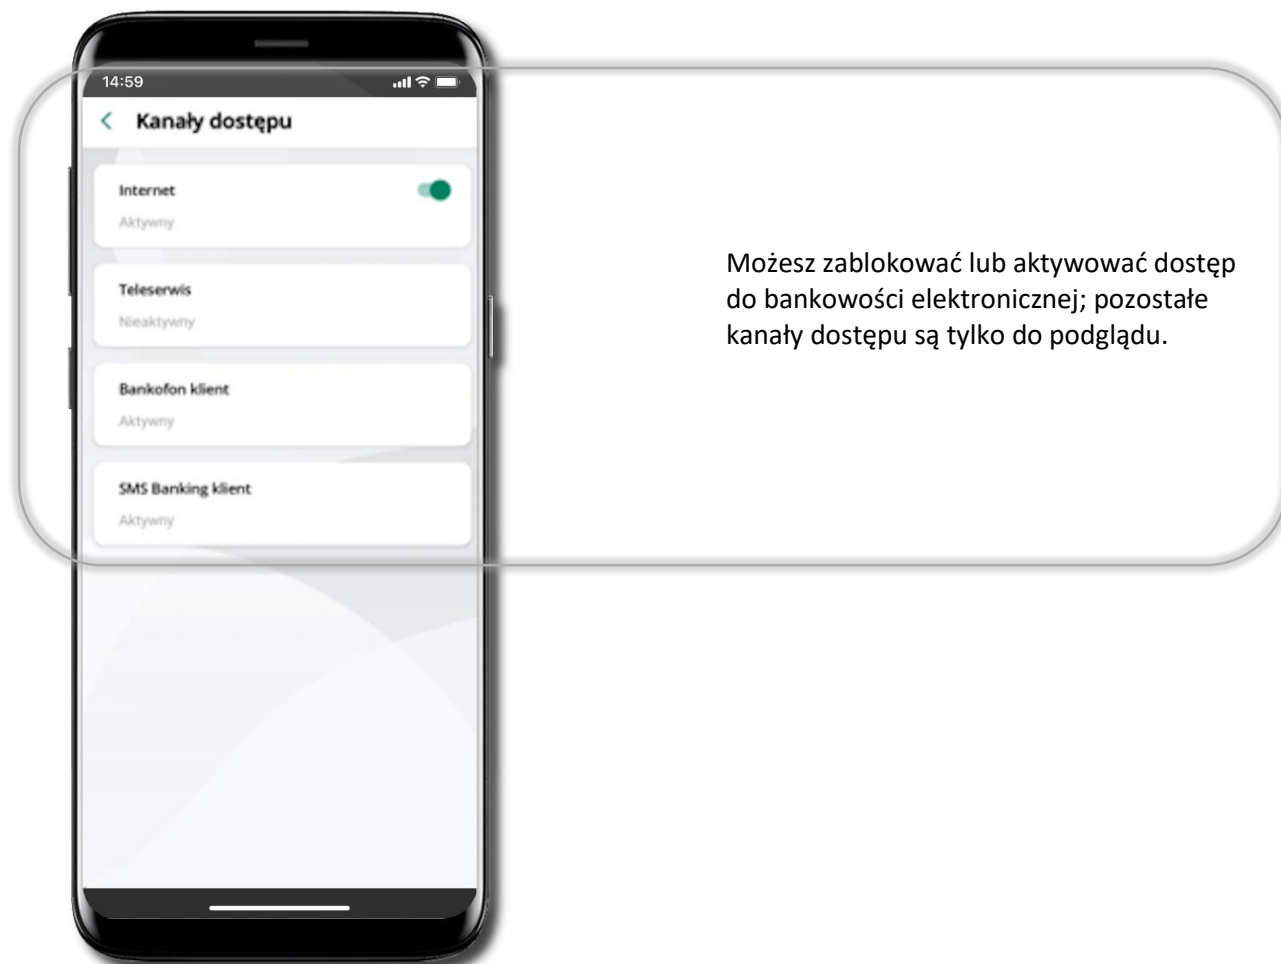 14:59
Kanały dostępu
Internet
Aktywny
Teleserwis
Nieaktywny
Bankofon klient
Aktywny
SMS Banking klient
Aktywny
Możesz zablokować lub aktywować dostęp
do bankowości elektronicznej; pozostałe
kanały dostępu są tylko do podglądu.